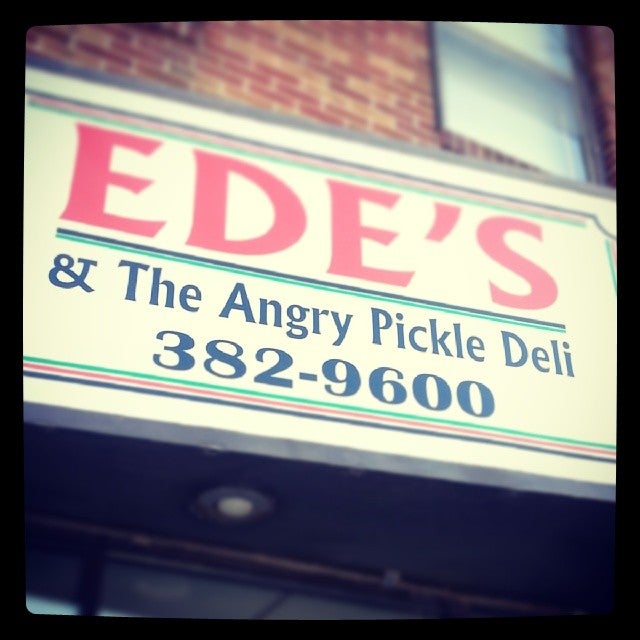 EDE'S
& The Angry Pickle Deli
382-9600